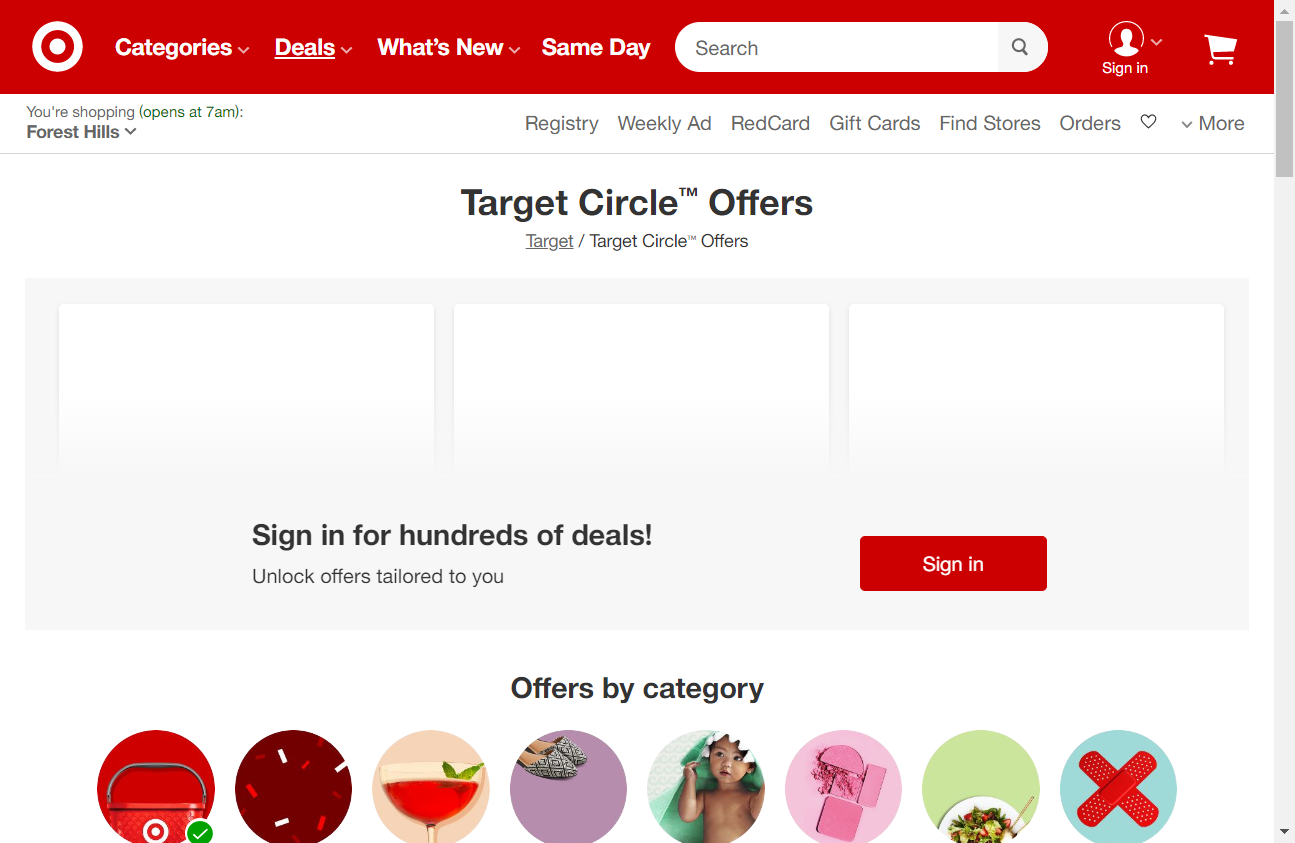 Categories Deals What's New Same Day Search Sign in
You're shopping (opens at 7am):
Forest Hills
Registry Weekly Ad RedCard Gift Cards Find Stores Orders More
Target Circle™ Offers
Target / Target Circle™ Offers
Sign in for hundreds of deals!
Unlock offers tailored to you
Sign in
Offers by category